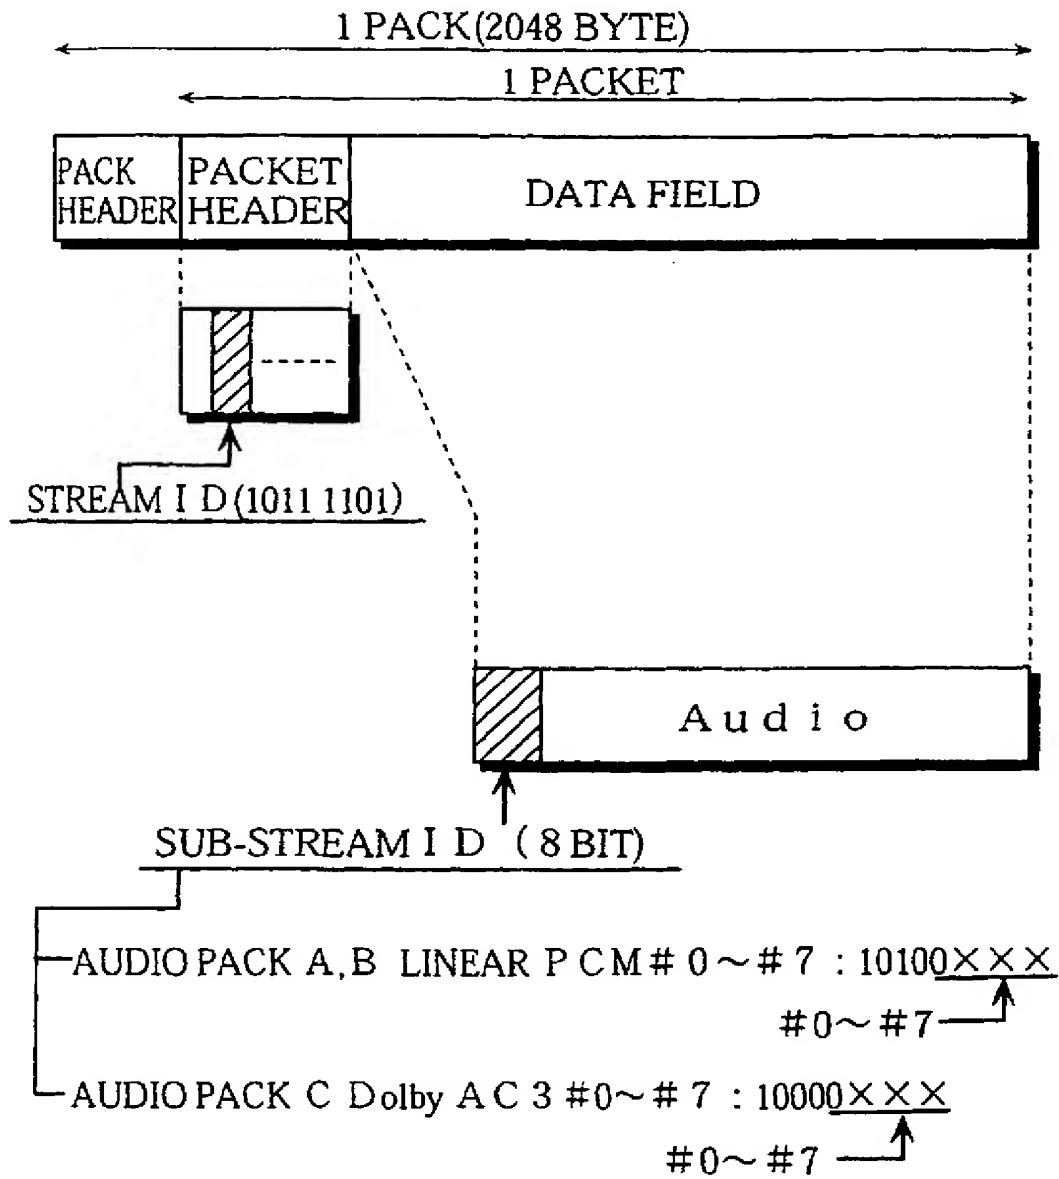 1 PACK(2048 BYTE)
1 PACKET
PACK HEADER
PACKET HEADER
DATA FIELD
STREAM I D(1011 1101)
Audio
SUB-STREAM I D (8 BIT)
AUDIO PACK A,B LINEAR P C M # 0～# 7 : 10100×××
#0～#7
AUDIO PACK C Dolby A C 3 #0～# 7 : 10000×××
#0～#7